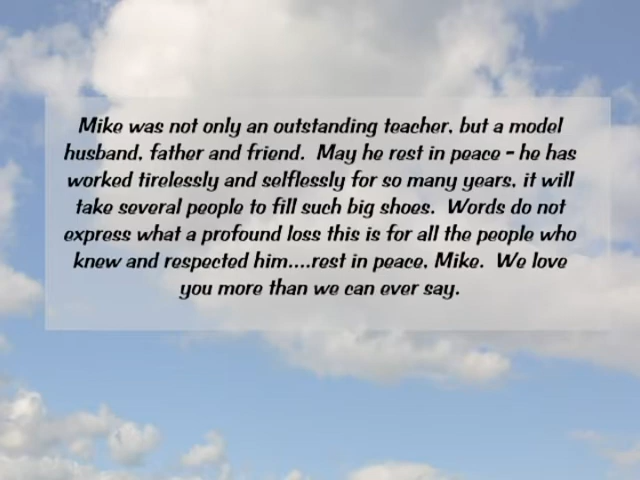 Mike was not only an outstanding teacher, but a model
husband, father and friend.  May he rest in peace - he has
worked tirelessly and selflessly for so many years, it will
take several people to fill such big shoes.  Words do not
express what a profound loss this is for all the people who
knew and respected him....rest in peace, Mike.  We love
you more than we can ever say.